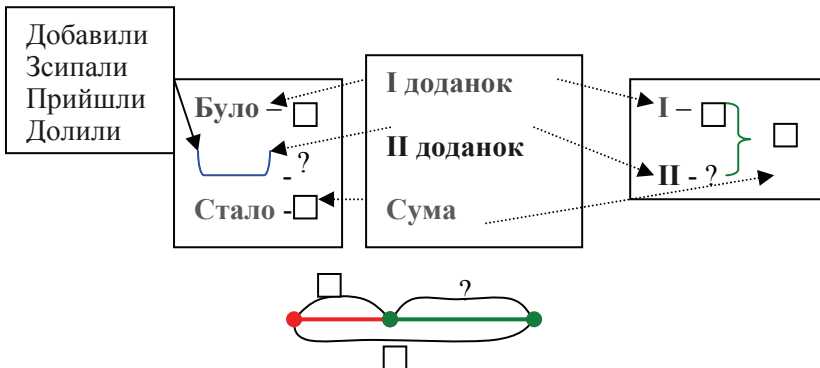 Добавили
Зсипали
Прийшли
Долили
Було –
- ?
Стало -
І доданок
ІІ доданок
Сума
І –
ІІ - ?
?